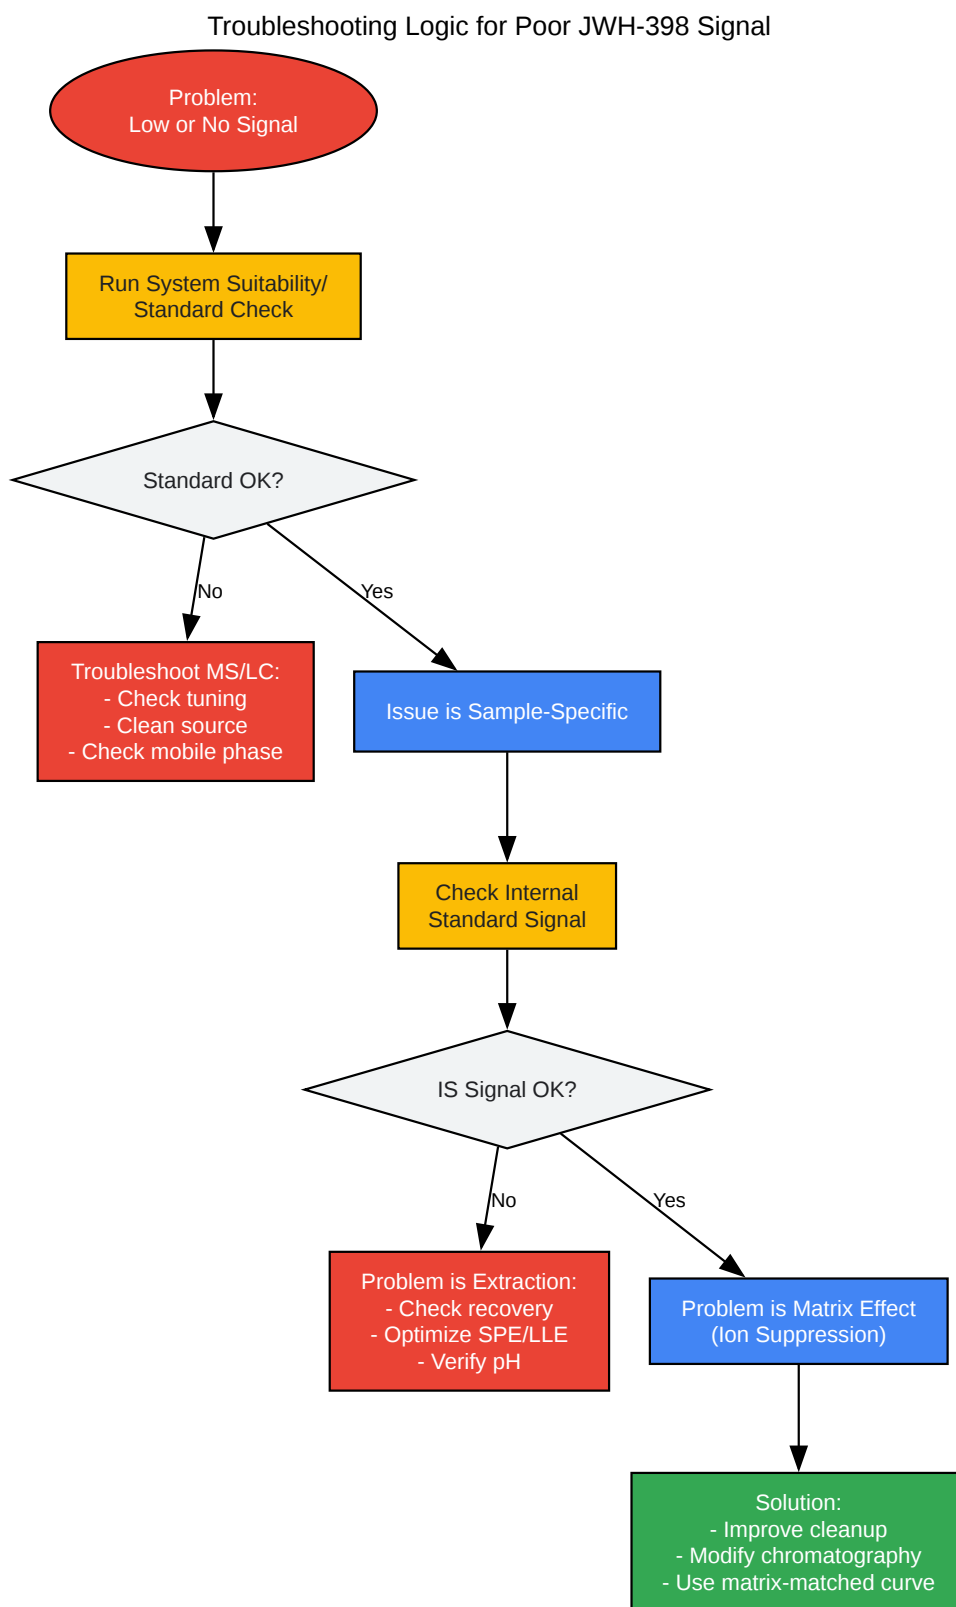 Troubleshooting Logic for Poor JWH-398 Signal
Problem:
Low or No Signal
Run System Suitability/
Standard Check
Standard OK?
No
Yes
Troubleshoot MS/LC:
- Check tuning
- Clean source
- Check mobile phase
Issue is Sample-Specific
Check Internal
Standard Signal
IS Signal OK?
No
Yes
Problem is Extraction:
- Check recovery
- Optimize SPE/LLE
- Verify pH
Problem is Matrix Effect
(Ion Suppression)
Solution:
- Improve cleanup
- Modify chromatography
- Use matrix-matched curve